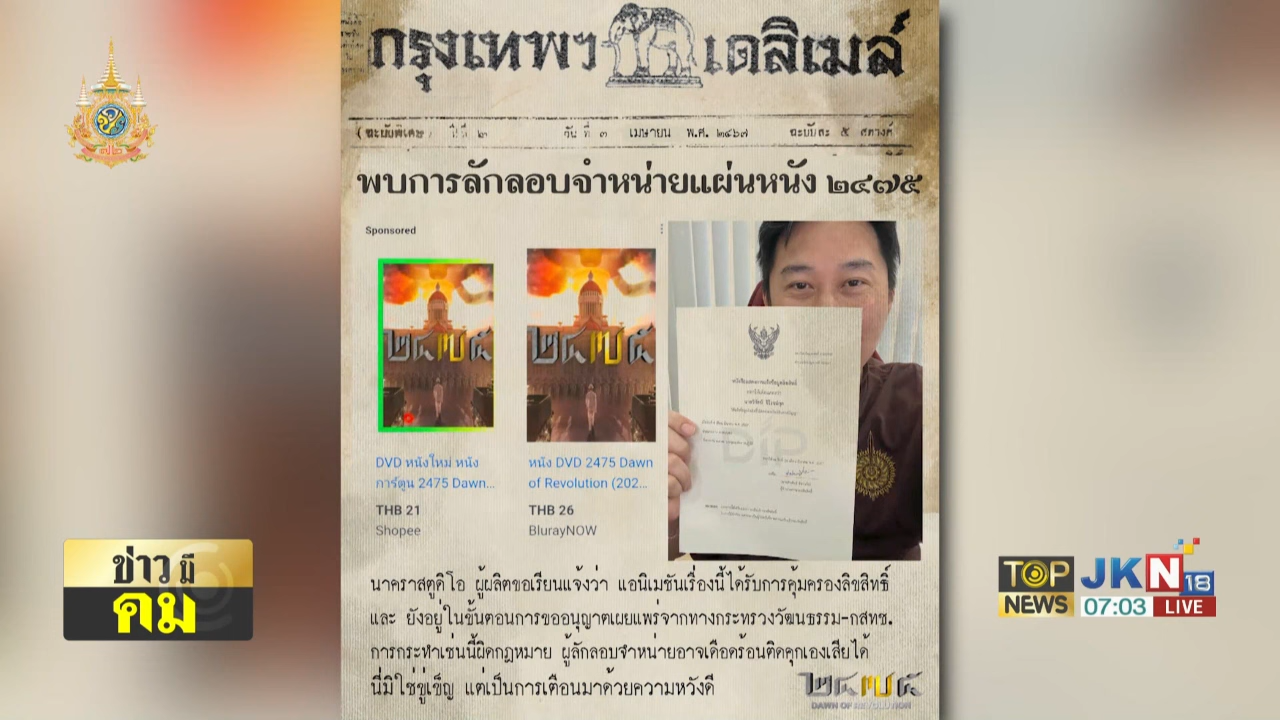 กรุงเทพฯ เดลิเมล์
(ฉะบับพิเศษ) ปีที่ ๒ วันที่ ๓ เมษายน พ.ศ. ๒๔๖๗ ฉะบับละ ๕ สตางค์
พบการลักลอบจำหน่ายแผ่นหนัง ๒๔๗๕
Sponsored
๒๔๗๕
๒๔๗๕
DVD หนังใหม่ หนัง
การ์ตูน 2475 Dawn...
THB 21
Shopee
หนัง DVD 2475 Dawn
of Revolution (202...
THB 26
BlurayNOW
DIP
นาคราสตูดิโอ ผู้ผลิตขอเรียนแจ้งว่า แอนิเมชันเรื่องนี้ได้รับการคุ้มครองลิขสิทธิ์
และ ยังอยู่ในขั้นตอนการขออนุญาตเผยแพร่จากทางกระทรวงวัฒนธรรม-กสทช.
การกระทำเช่นนี้ผิดกฎหมาย ผู้ลักลอบจำหน่ายอาจเดือดร้อนติดคุกเองเสียได้
นี่มิใช่ขู่เข็ญ แต่เป็นการเตือนมาด้วยความหวังดี
๒๔๗๕
DAWN OF REVOLUTION
ข่าวมี
คม
TOP
NEWS
JKN18
07:03 LIVE